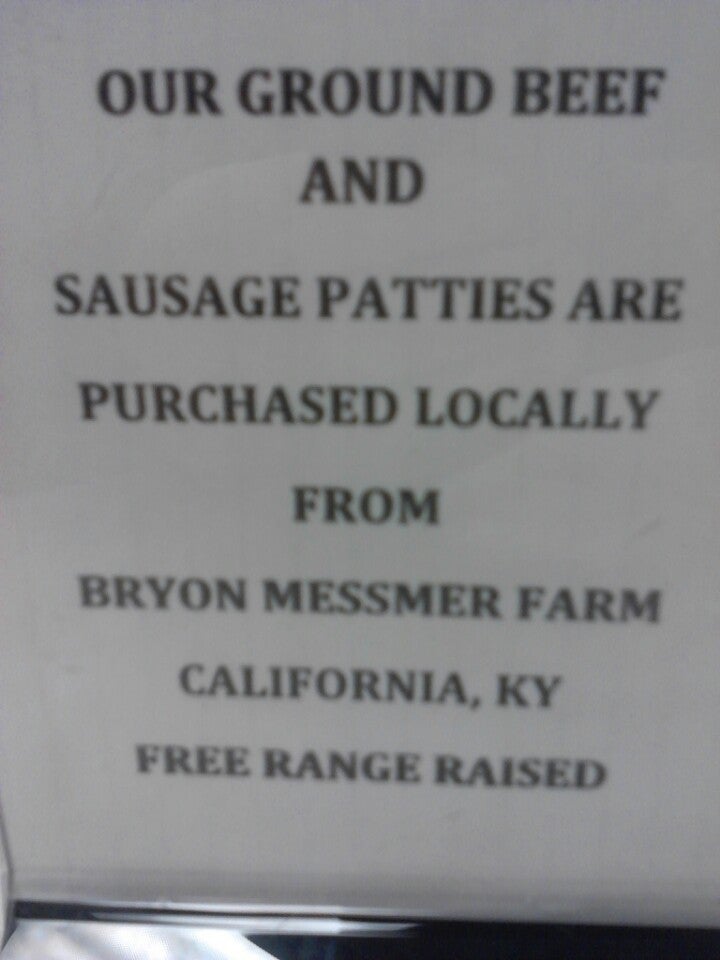 OUR GROUND BEEF
AND
SAUSAGE PATTIES ARE
PURCHASED LOCALLY
FROM
BRYON MESSMER FARM
CALIFORNIA, KY
FREE RANGE RAISED